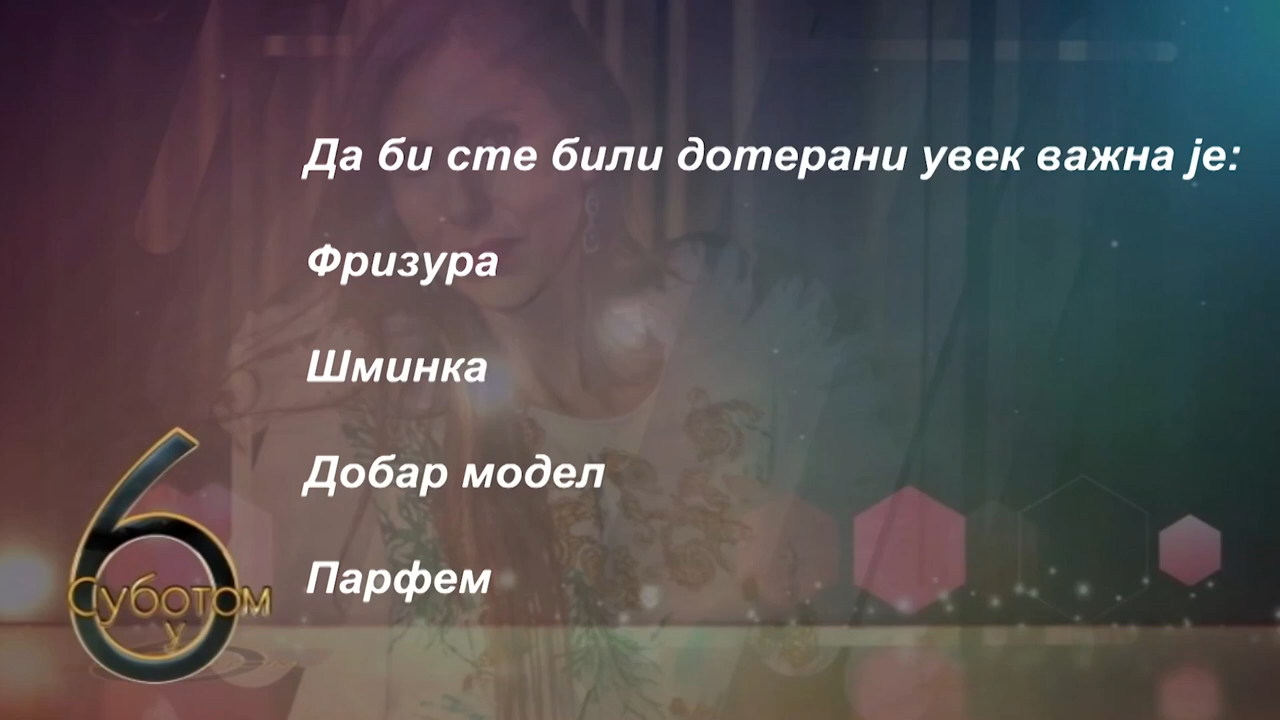 Да би сте били дотерани увек важна је:
Фризура
Шминка
Добар модел
Парфем
6
Суботом
у